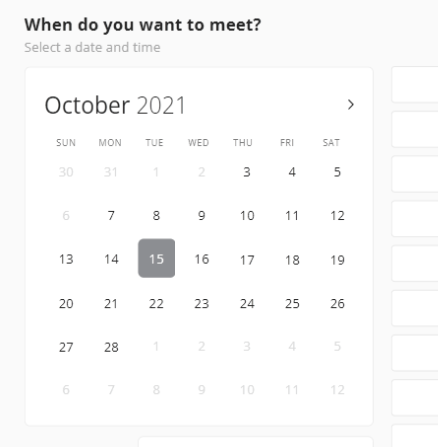 When do you want to meet?
Select a date and time
October 2021
SUN MON TUE WED THU FRI SAT
30 31 1 2 3 4 5
6 7 8 9 10 11 12
13 14 15 16 17 18 19
20 21 22 23 24 25 26
27 28 1 2 3 4 5
6 7 8 9 10 11 12